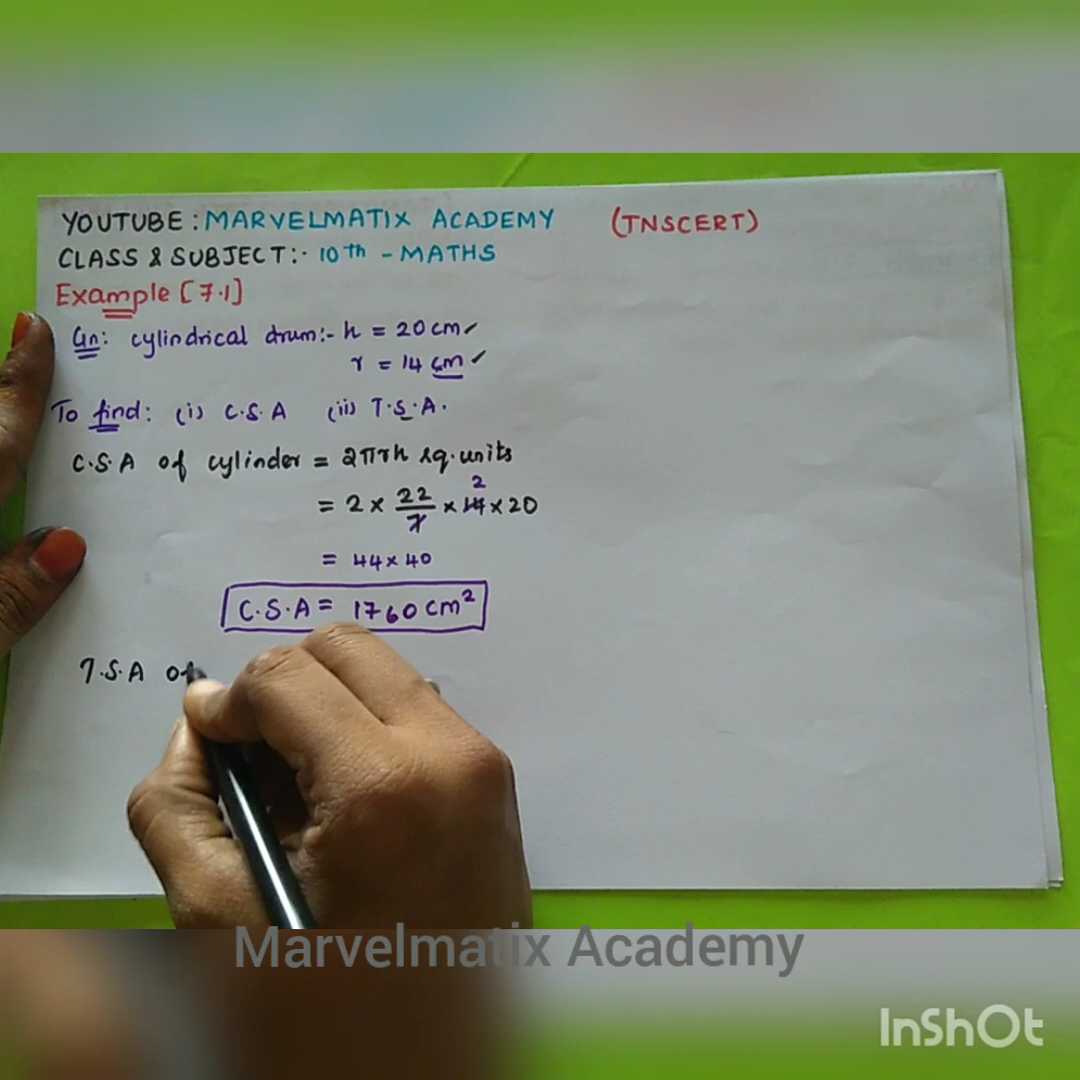 YOUTUBE: MARVELMATIX ACADEMY (TNSCERT)
CLASS & SUBJECT:- 10th - MATHS
Example [7.1]
Gn: cylindrical drum:- h = 20 cm ✓
r = 14 cm ✓
To find: (i) C.S.A (ii) T.S.A.
C.S.A of cylinder = 2πrh sq.units
= 2 × 22/7 × 14 2 × 20
= 44 × 40
C.S.A = 1760 cm²
T.S.A of
Marvelmatix Academy
InShOt